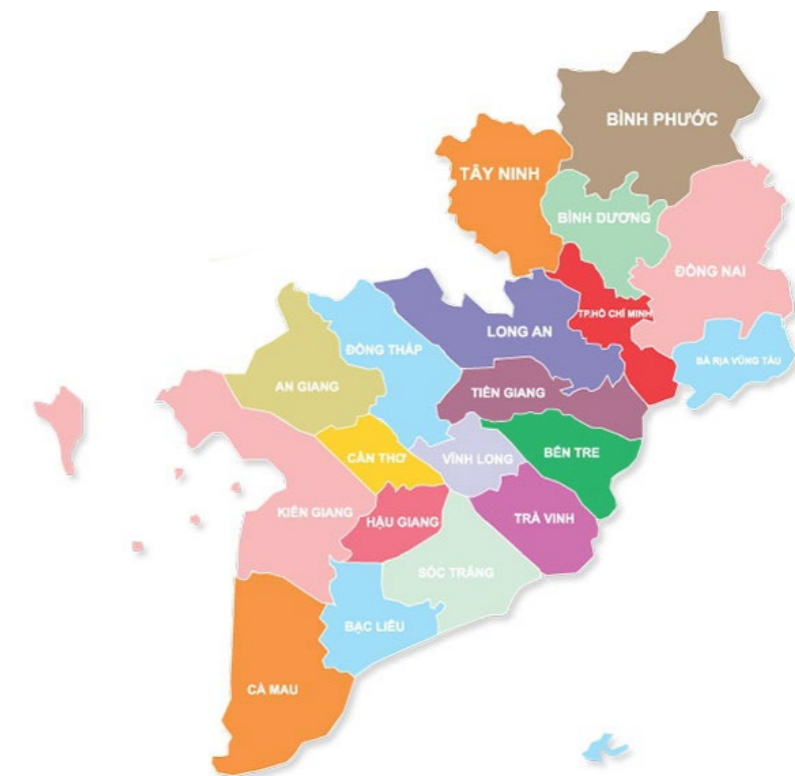 BÌNH PHƯỚC
TÂY NINH
BÌNH DƯƠNG
ĐỒNG NAI
TP.HỒ CHÍ MINH
LONG AN
ĐỒNG THÁP
BÀ RỊA VŨNG TÀU
AN GIANG
TIỀN GIANG
CẦN THƠ
VĨNH LONG
BẾN TRE
KIÊN GIANG
HẬU GIANG
TRÀ VINH
SÓC TRĂNG
BẠC LIÊU
CÀ MAU